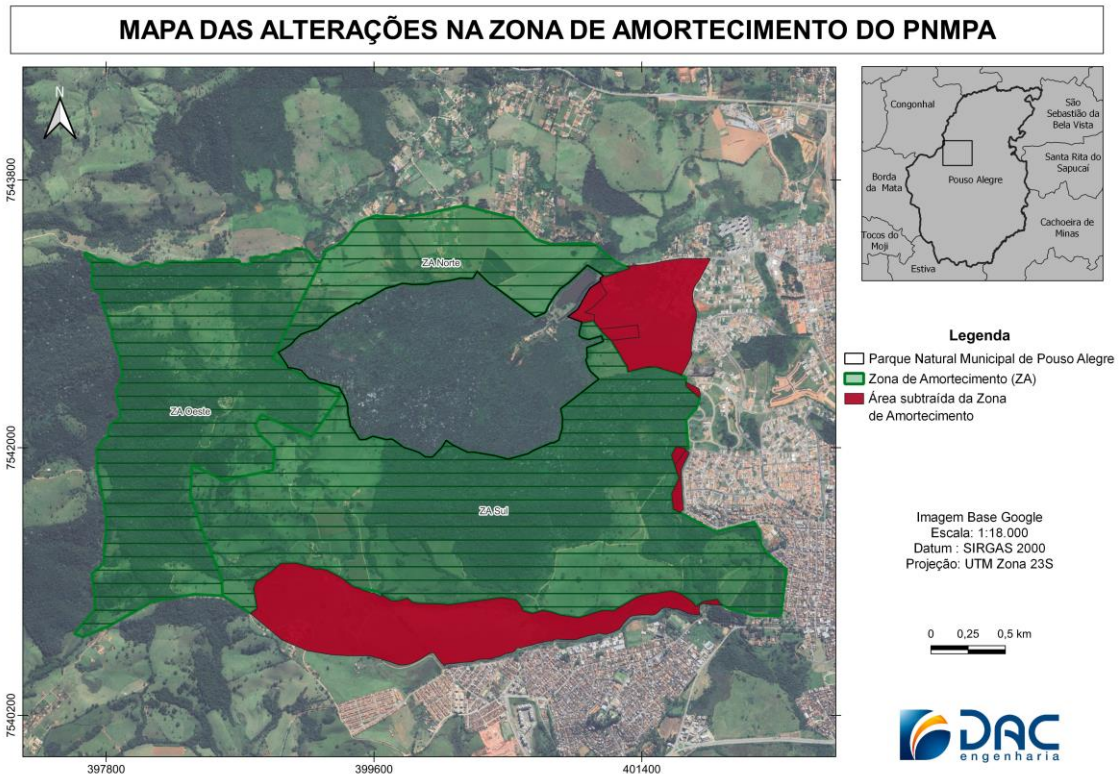 MAPA DAS ALTERAÇÕES NA ZONA DE AMORTECIMENTO DO PNMPA
N
7543800
7542000
7540200
397800
399600
401400
ZA Norte
ZA Oeste
ZA Sul
Congonhal
São
Sebastião da
Bela Vista
Borda
da Mata
Pouso Alegre
Santa Rita do
Sapucaí
Tocos do
Moji
Cachoeira de
Minas
Estiva
Legenda
Parque Natural Municipal de Pouso Alegre
Zona de Amortecimento (ZA)
Área subtraída da Zona
de Amortecimento
Imagem Base Google
Escala: 1:18.000
Datum : SIRGAS 2000
Projeção: UTM Zona 23S
0 0,25 0,5 km
DAC
engenharia